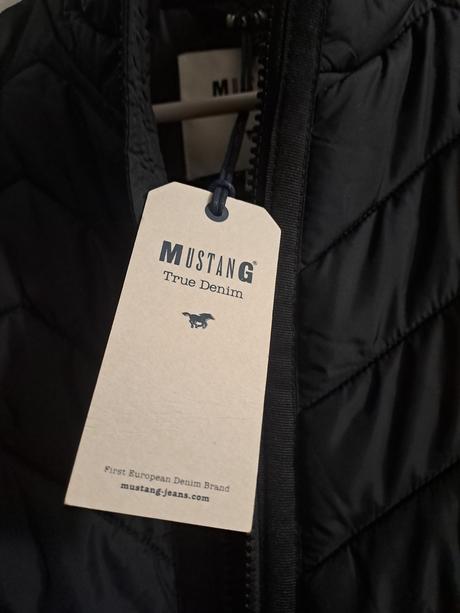 MUSTANG®
True Denim
First European Denim Brand
mustang-jeans.com